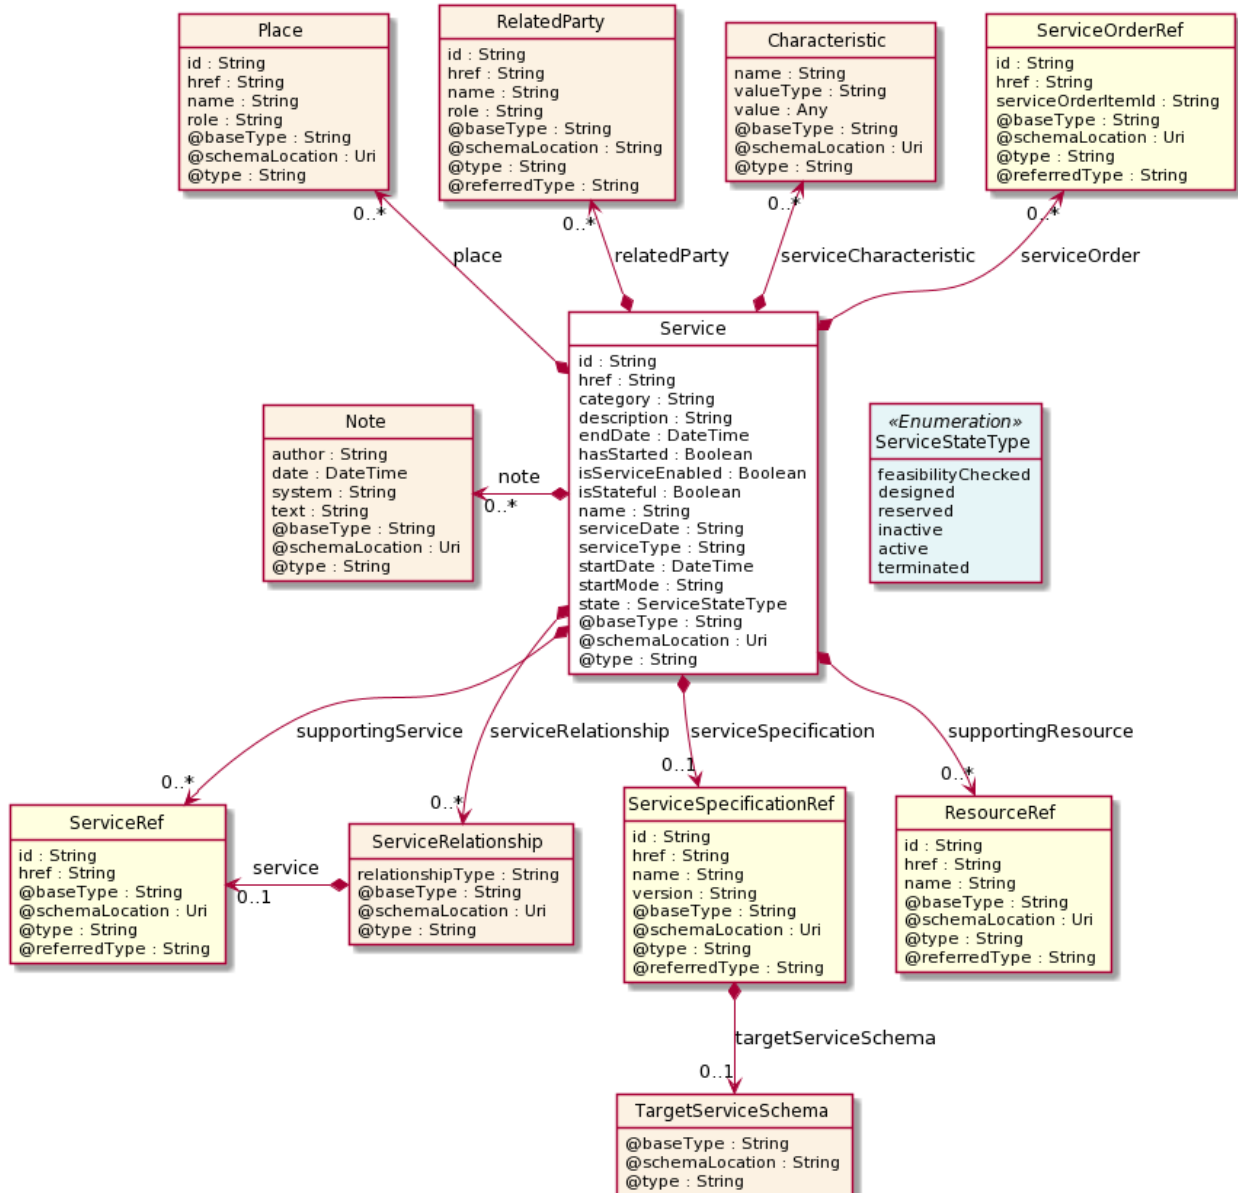 Place
id : String
href : String
name : String
role : String
@baseType : String
@schemaLocation : Uri
@type : String
RelatedParty
id : String
href : String
name : String
role : String
@baseType : String
@schemaLocation : String
@type : String
@referredType : String
Characteristic
name : String
valueType : String
value : Any
@baseType : String
@schemaLocation : Uri
@type : String
ServiceOrderRef
id : String
href : String
serviceOrderItemId : String
@baseType : String
@schemaLocation : Uri
@type : String
@referredType : String
0..*
0..*
0..*
0..*
place
relatedParty
serviceCharacteristic
serviceOrder
Service
id : String
href : String
category : String
description : String
endDate : DateTime
hasStarted : Boolean
isServiceEnabled : Boolean
isStateful : Boolean
name : String
serviceDate : String
serviceType : String
startDate : DateTime
startMode : String
state : ServiceStateType
@baseType : String
@schemaLocation : Uri
@type : String
Note
author : String
date : DateTime
system : String
text : String
@baseType : String
@schemaLocation : Uri
@type : String
note
0..*
«Enumeration»
ServiceStateType
feasibilityChecked
designed
reserved
inactive
active
terminated
supportingService
serviceRelationship
serviceSpecification
supportingResource
0..*
0..*
0..1
0..*
ServiceRef
id : String
href : String
@baseType : String
@schemaLocation : Uri
@type : String
@referredType : String
service
0..1
ServiceRelationship
relationshipType : String
@baseType : String
@schemaLocation : Uri
@type : String
ServiceSpecificationRef
id : String
href : String
name : String
version : String
@baseType : String
@schemaLocation : Uri
@type : String
@referredType : String
ResourceRef
id : String
href : String
name : String
@baseType : String
@schemaLocation : Uri
@type : String
@referredType : String
targetServiceSchema
0..1
TargetServiceSchema
@baseType : String
@schemaLocation : String
@type : String